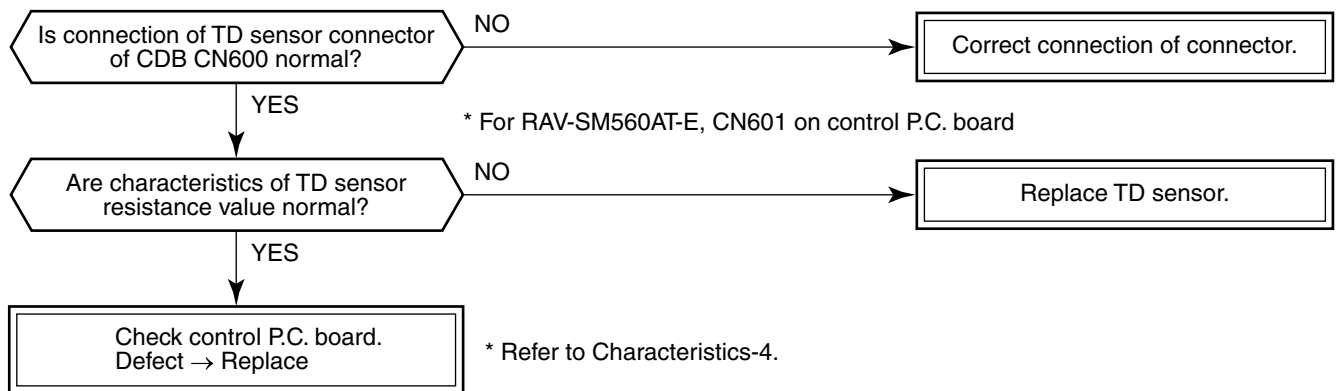 Is connection of TD sensor connector
of CDB CN600 normal?
NO
Correct connection of connector.
YES
* For RAV-SM560AT-E, CN601 on control P.C. board
Are characteristics of TD sensor
resistance value normal?
NO
Replace TD sensor.
YES
Check control P.C. board.
Defect → Replace
* Refer to Characteristics-4.